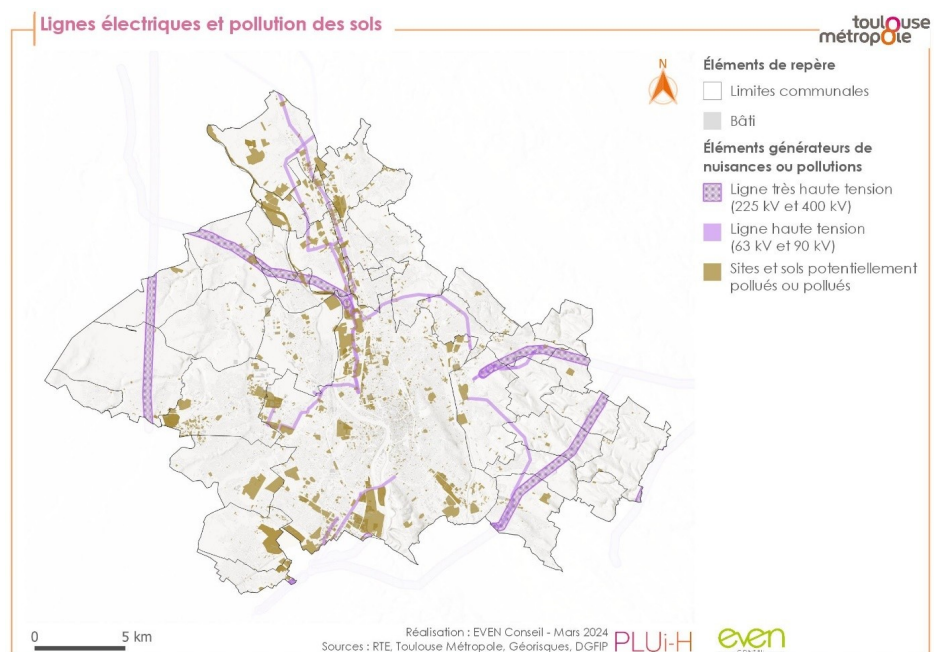 Lignes électriques et pollution des sols
toulouse
métropole
N
Éléments de repère
Limites communales
Bâti
Éléments générateurs de
nuisances ou pollutions
Ligne très haute tension
(225 kV et 400 kV)
Ligne haute tension
(63 kV et 90 kV)
Sites et sols potentiellement
pollués ou pollués
0 5 km
Réalisation : EVEN Conseil - Mars 2024
Sources : RTE, Toulouse Métropole, Géorisques, DGFIP
PLUi-H
even